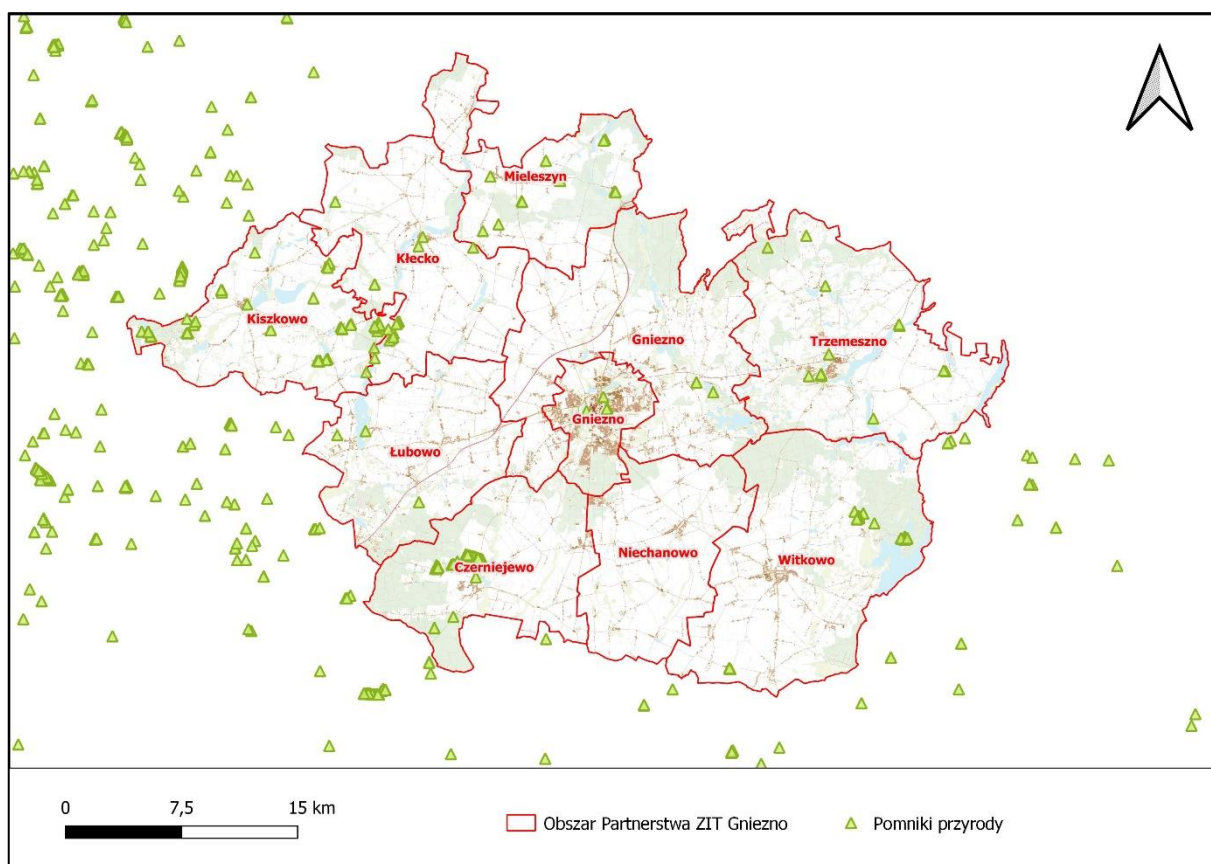 Mieleszyn
Kłecko
Kiszkowo
Gniezno
Trzemeszno
Gniezno
Łubowo
Czerniejewo
Niechanowo
Witkowo
0 7,5 15 km
Obszar Partnerstwa ZIT Gniezno
Pomniki przyrody